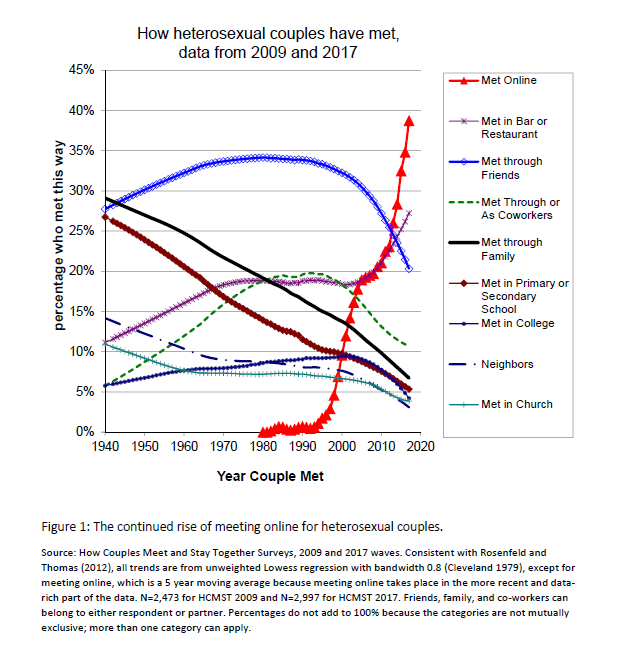 How heterosexual couples have met,
data from 2009 and 2017
45%
40%
35%
30%
25%
20%
15%
10%
5%
0%
percentage who met this way
1940 1950 1960 1970 1980 1990 2000 2010 2020
Year Couple Met
Met Online
Met in Bar or
Restaurant
Met through
Friends
Met Through or
As Coworkers
Met through
Family
Met in Primary or
Secondary
School
Met in College
Neighbors
Met in Church
Figure 1: The continued rise of meeting online for heterosexual couples.
Source: How Couples Meet and Stay Together Surveys, 2009 and 2017 waves. Consistent with Rosenfeld and
Thomas (2012), all trends are from unweighted Lowess regression with bandwidth 0.8 (Cleveland 1979), except for
meeting online, which is a 5 year moving average because meeting online takes place in the more recent and data-
rich part of the data. N=2,473 for HCMST 2009 and N=2,997 for HCMST 2017. Friends, family, and co-workers can
belong to either respondent or partner. Percentages do not add to 100% because the categories are not mutually
exclusive; more than one category can apply.